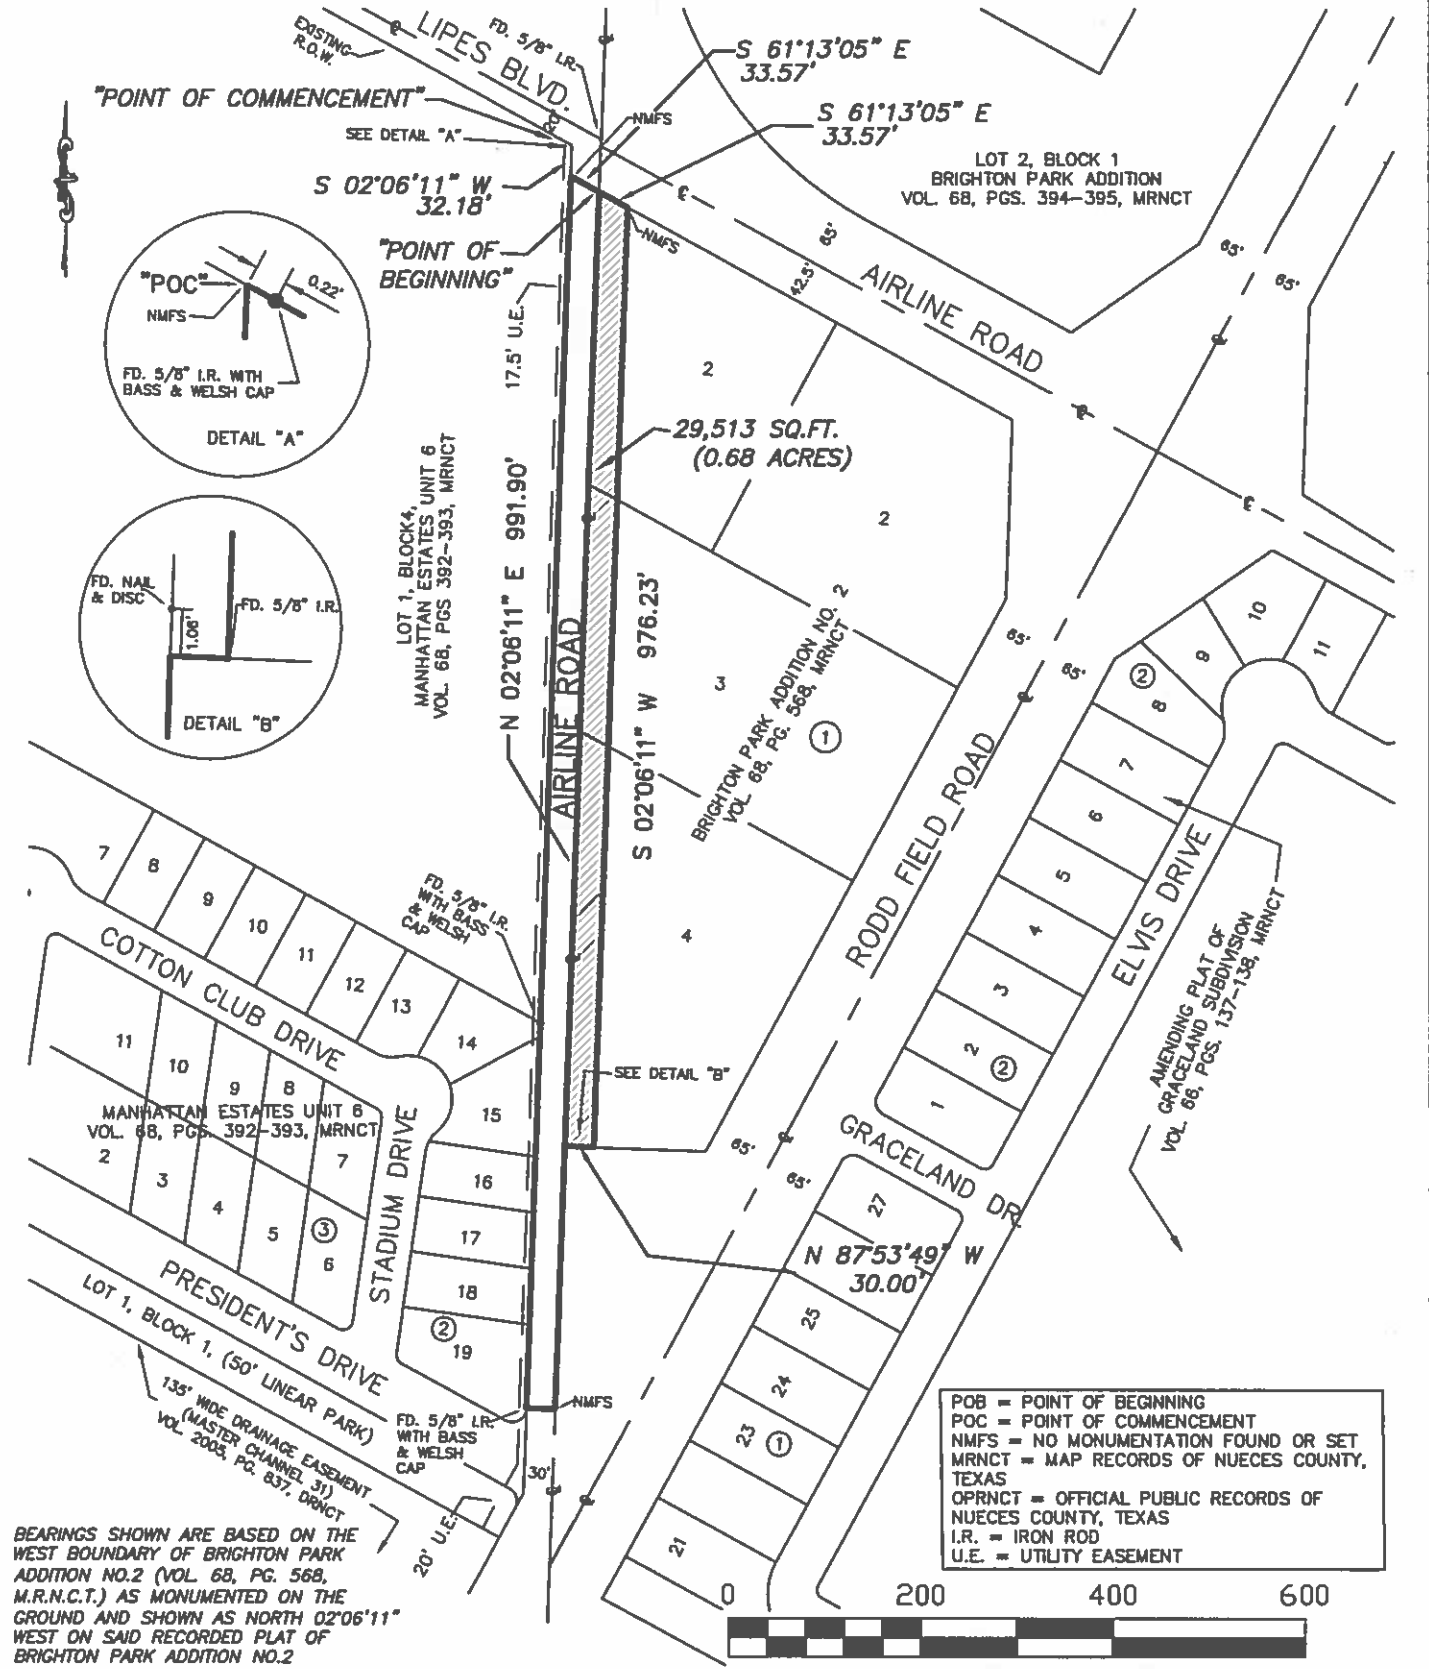 EXISTING
R.O.W.
LIPES BLVD.
FD. 5/8" I.R.
20'
"POINT OF COMMENCEMENT"
SEE DETAIL "A"
S 61°13'05" E
33.57'
NMFS
S 61°13'05" E
33.57'
LOT 2, BLOCK 1
BRIGHTON PARK ADDITION
VOL. 68, PGS. 394-395, MRNCT
S 02°06'11" W
32.18'
"POINT OF
BEGINNING"
NMFS
65'
42.5'
AIRLINE ROAD
65'
65'
"POC"
NMFS
0.22'
FD. 5/8" I.R. WITH
BASS & WELSH CAP
DETAIL "A"
17.5' U.E.
2
29,513 SQ.FT.
(0.68 ACRES)
2
LOT 1, BLOCK4,
MANHATTAN ESTATES UNIT 6
VOL. 68, PGS 392-393, MRNCT
N 02°06'11" E 991.90'
AIRLINE ROAD
S 02°06'11" W 976.23'
FD. NAIL
& DISC
1.06'
FD. 5/8" I.R.
DETAIL "B"
3
BRIGHTON PARK ADDITION NO. 2
VOL. 68, PG. 568, MRNCT
1
4
65'
65'
RODD FIELD ROAD
10
9
11
2
8
7
6
5
4
3
2
2
1
ELVIS DRIVE
AMENDING PLAT OF
GRACELAND SUBDIVISION
VOL. 66, PGS. 137-138, MRNCT
7
8
9
10
11
12
13
14
COTTON CLUB DRIVE
FD. 5/8" I.R.
WITH BASS
& WELSH
CAP
SEE DETAIL "B"
11
10
9
8
7
MANHATTAN ESTATES UNIT 6
VOL. 68, PGS. 392-393, MRNCT
2
3
4
5
3
6
STADIUM DRIVE
15
16
17
18
2
19
65'
65'
GRACELAND DR.
27
N 87°53'49" W
30.00'
25
24
23
1
21
PRESIDENT'S DRIVE
LOT 1, BLOCK 1, (50' LINEAR PARK)
135' WIDE DRAINAGE EASEMENT
(MASTER CHANNEL 31)
VOL. 2005, PG. 837, DRNCT
FD. 5/8" I.R.
WITH BASS
& WELSH
CAP
NMFS
30'
20' U.E.
POB = POINT OF BEGINNING
POC = POINT OF COMMENCEMENT
NMFS = NO MONUMENTATION FOUND OR SET
MRNCT = MAP RECORDS OF NUECES COUNTY,
TEXAS
OPRNCT = OFFICIAL PUBLIC RECORDS OF
NUECES COUNTY, TEXAS
I.R. = IRON ROD
U.E. = UTILITY EASEMENT
BEARINGS SHOWN ARE BASED ON THE
WEST BOUNDARY OF BRIGHTON PARK
ADDITION NO.2 (VOL. 68, PG. 568,
M.R.N.C.T.) AS MONUMENTED ON THE
GROUND AND SHOWN AS NORTH 02°06'11"
WEST ON SAID RECORDED PLAT OF
BRIGHTON PARK ADDITION NO.2
0 200 400 600